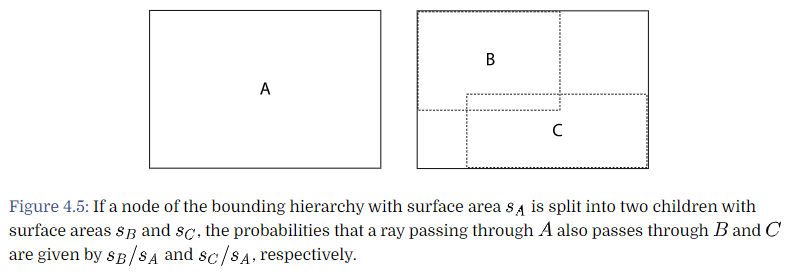 A
B
C
Figure 4.5: If a node of the bounding hierarchy with surface area s_A is split into two children with
surface areas s_B and s_C, the probabilities that a ray passing through A also passes through B and C
are given by s_B/s_A and s_C/s_A, respectively.